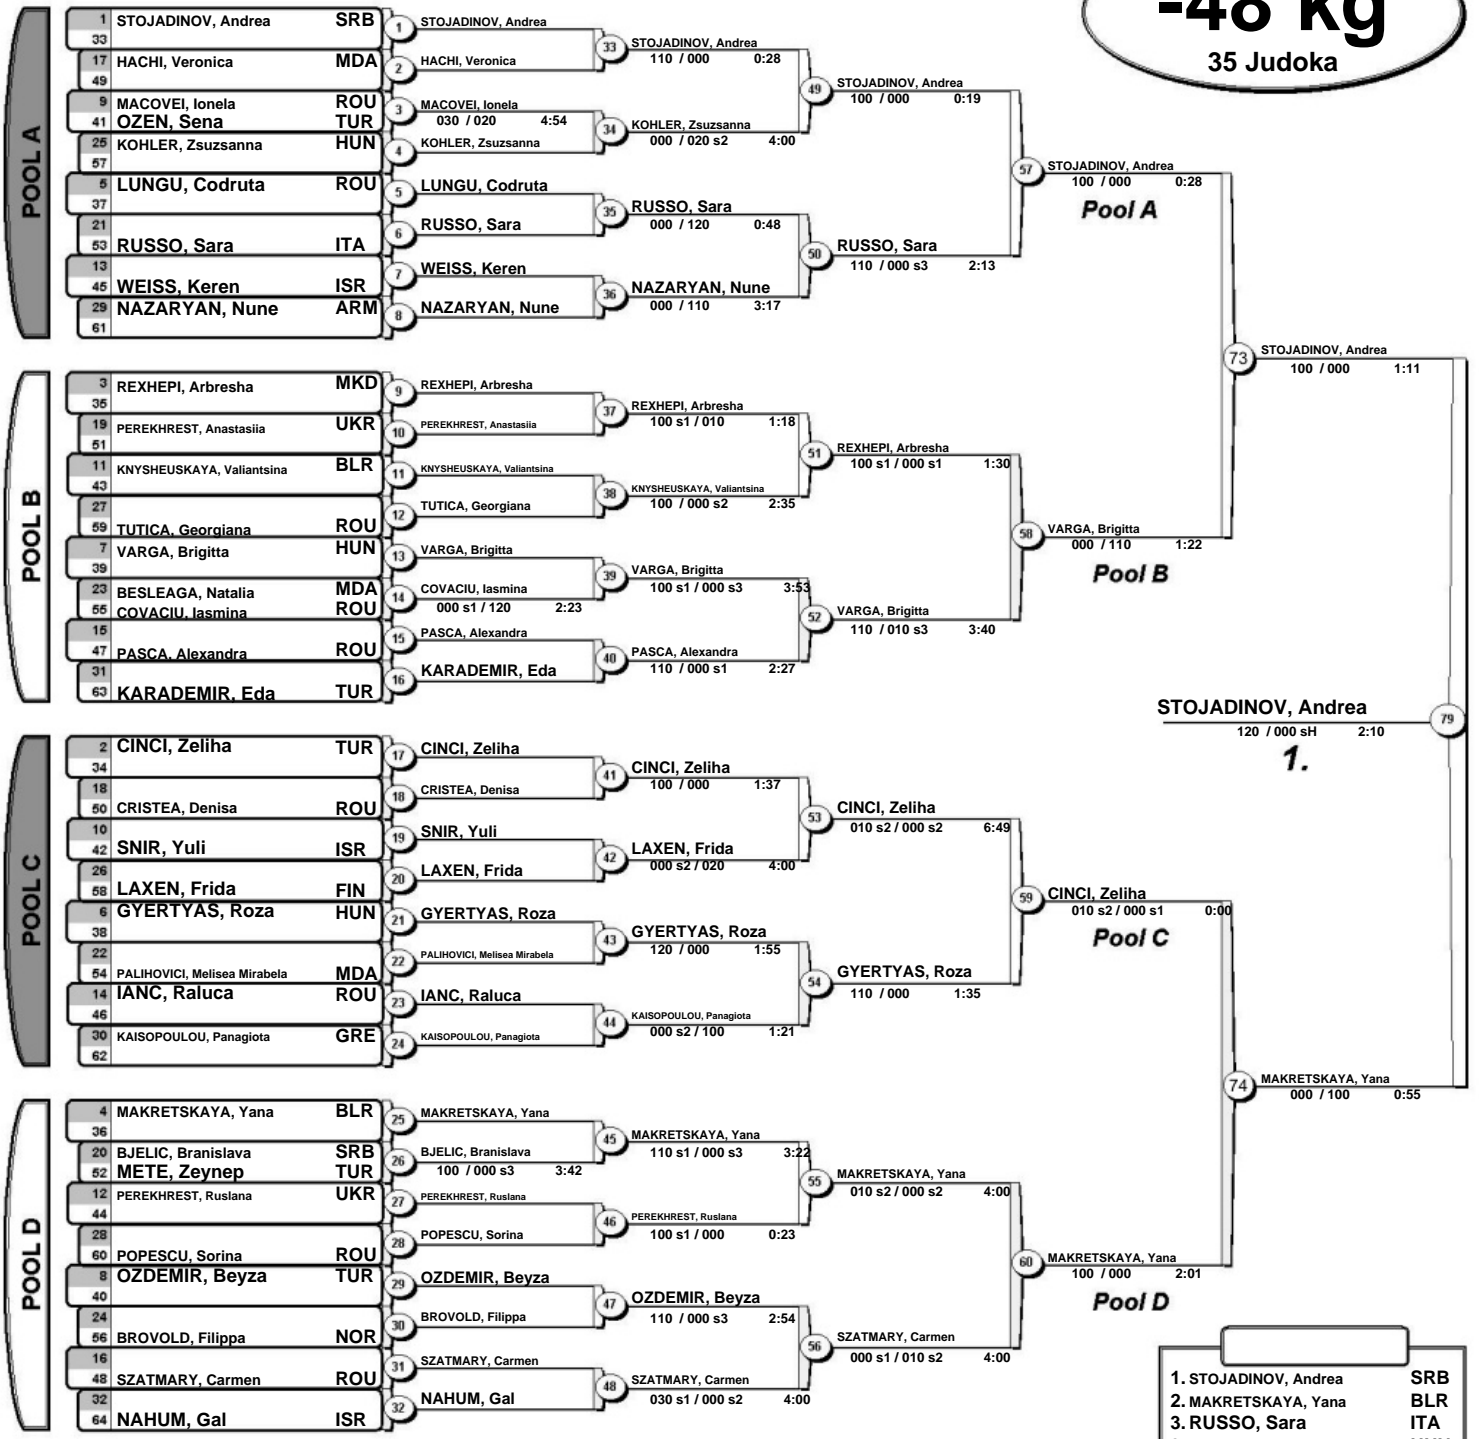 -48 kg
35 Judoka
POOL A
1 STOJADINOV, Andrea SRB
33
17 HACHI, Veronica MDA
49
9 MACOVEI, Ionela ROU
41 OZEN, Sena TUR
25 KOHLER, Zsuzsanna HUN
57
5 LUNGU, Codruta ROU
37
21
53 RUSSO, Sara ITA
13
45 WEISS, Keren ISR
29 NAZARYAN, Nune ARM
61
1 STOJADINOV, Andrea
2 HACHI, Veronica
3 MACOVEI, Ionela
030 / 020 4:54
4 KOHLER, Zsuzsanna
5 LUNGU, Codruta
6 RUSSO, Sara
7 WEISS, Keren
8 NAZARYAN, Nune
33 STOJADINOV, Andrea
110 / 000 0:28
34 KOHLER, Zsuzsanna
000 / 020 s2 4:00
35 RUSSO, Sara
000 / 120 0:48
36 NAZARYAN, Nune
000 / 110 3:17
49 STOJADINOV, Andrea
100 / 000 0:19
50 RUSSO, Sara
110 / 000 s3 2:13
57 STOJADINOV, Andrea
100 / 000 0:28
Pool A
POOL B
3 REXHEPI, Arbresha MKD
35
19 PEREKHREST, Anastasiia UKR
51
11 KNYSHEUSKAYA, Valiantsina BLR
43
27
59 TUTICA, Georgiana ROU
7 VARGA, Brigitta HUN
39
23 BESLEAGA, Natalia MDA
55 COVACIU, Iasmina ROU
15
47 PASCA, Alexandra ROU
31
63 KARADEMIR, Eda TUR
9 REXHEPI, Arbresha
10 PEREKHREST, Anastasiia
11 KNYSHEUSKAYA, Valiantsina
12 TUTICA, Georgiana
13 VARGA, Brigitta
14 COVACIU, Iasmina
000 s1 / 120 2:23
15 PASCA, Alexandra
16 KARADEMIR, Eda
37 REXHEPI, Arbresha
100 s1 / 010 1:18
38 KNYSHEUSKAYA, Valiantsina
100 / 000 s2 2:35
39 VARGA, Brigitta
100 s1 / 000 s3 3:53
40 PASCA, Alexandra
110 / 000 s1 2:27
51 REXHEPI, Arbresha
100 s1 / 000 s1 1:30
52 VARGA, Brigitta
110 / 010 s3 3:40
58 VARGA, Brigitta
000 / 110 1:22
Pool B
73 STOJADINOV, Andrea
100 / 000 1:11
STOJADINOV, Andrea 79
120 / 000 sH 2:10
1.
POOL C
2 CINCI, Zeliha TUR
34
18
50 CRISTEA, Denisa ROU
10
42 SNIR, Yuli ISR
26
58 LAXEN, Frida FIN
6 GYERTYAS, Roza HUN
38
22
54 PALIHOVICI, Melisea Mirabela MDA
14 IANC, Raluca ROU
46
30 KAISOPOULOU, Panagiota GRE
62
17 CINCI, Zeliha
18 CRISTEA, Denisa
19 SNIR, Yuli
20 LAXEN, Frida
21 GYERTYAS, Roza
22 PALIHOVICI, Melisea Mirabela
23 IANC, Raluca
24 KAISOPOULOU, Panagiota
41 CINCI, Zeliha
100 / 000 1:37
42 LAXEN, Frida
000 s2 / 020 4:00
43 GYERTYAS, Roza
120 / 000 1:55
44 KAISOPOULOU, Panagiota
000 s2 / 100 1:21
53 CINCI, Zeliha
010 s2 / 000 s2 6:49
54 GYERTYAS, Roza
110 / 000 1:35
59 CINCI, Zeliha
010 s2 / 000 s1 0:00
Pool C
POOL D
4 MAKRETSKAYA, Yana BLR
36
20 BJELIC, Branislava SRB
52 METE, Zeynep TUR
12 PEREKHREST, Ruslana UKR
44
28
60 POPESCU, Sorina ROU
8 OZDEMIR, Beyza TUR
40
24
56 BROVOLD, Filippa NOR
16
48 SZATMARY, Carmen ROU
32
64 NAHUM, Gal ISR
25 MAKRETSKAYA, Yana
26 BJELIC, Branislava
100 / 000 s3 3:42
27 PEREKHREST, Ruslana
28 POPESCU, Sorina
29 OZDEMIR, Beyza
30 BROVOLD, Filippa
31 SZATMARY, Carmen
32 NAHUM, Gal
45 MAKRETSKAYA, Yana
110 s1 / 000 s3 3:22
46 PEREKHREST, Ruslana
100 s1 / 000 0:23
47 OZDEMIR, Beyza
110 / 000 s3 2:54
48 SZATMARY, Carmen
030 s1 / 000 s2 4:00
55 MAKRETSKAYA, Yana
010 s2 / 000 s2 4:00
56 SZATMARY, Carmen
000 s1 / 010 s2 4:00
60 MAKRETSKAYA, Yana
100 / 000 2:01
Pool D
74 MAKRETSKAYA, Yana
000 / 100 0:55
1. STOJADINOV, Andrea SRB
2. MAKRETSKAYA, Yana BLR
3. RUSSO, Sara ITA